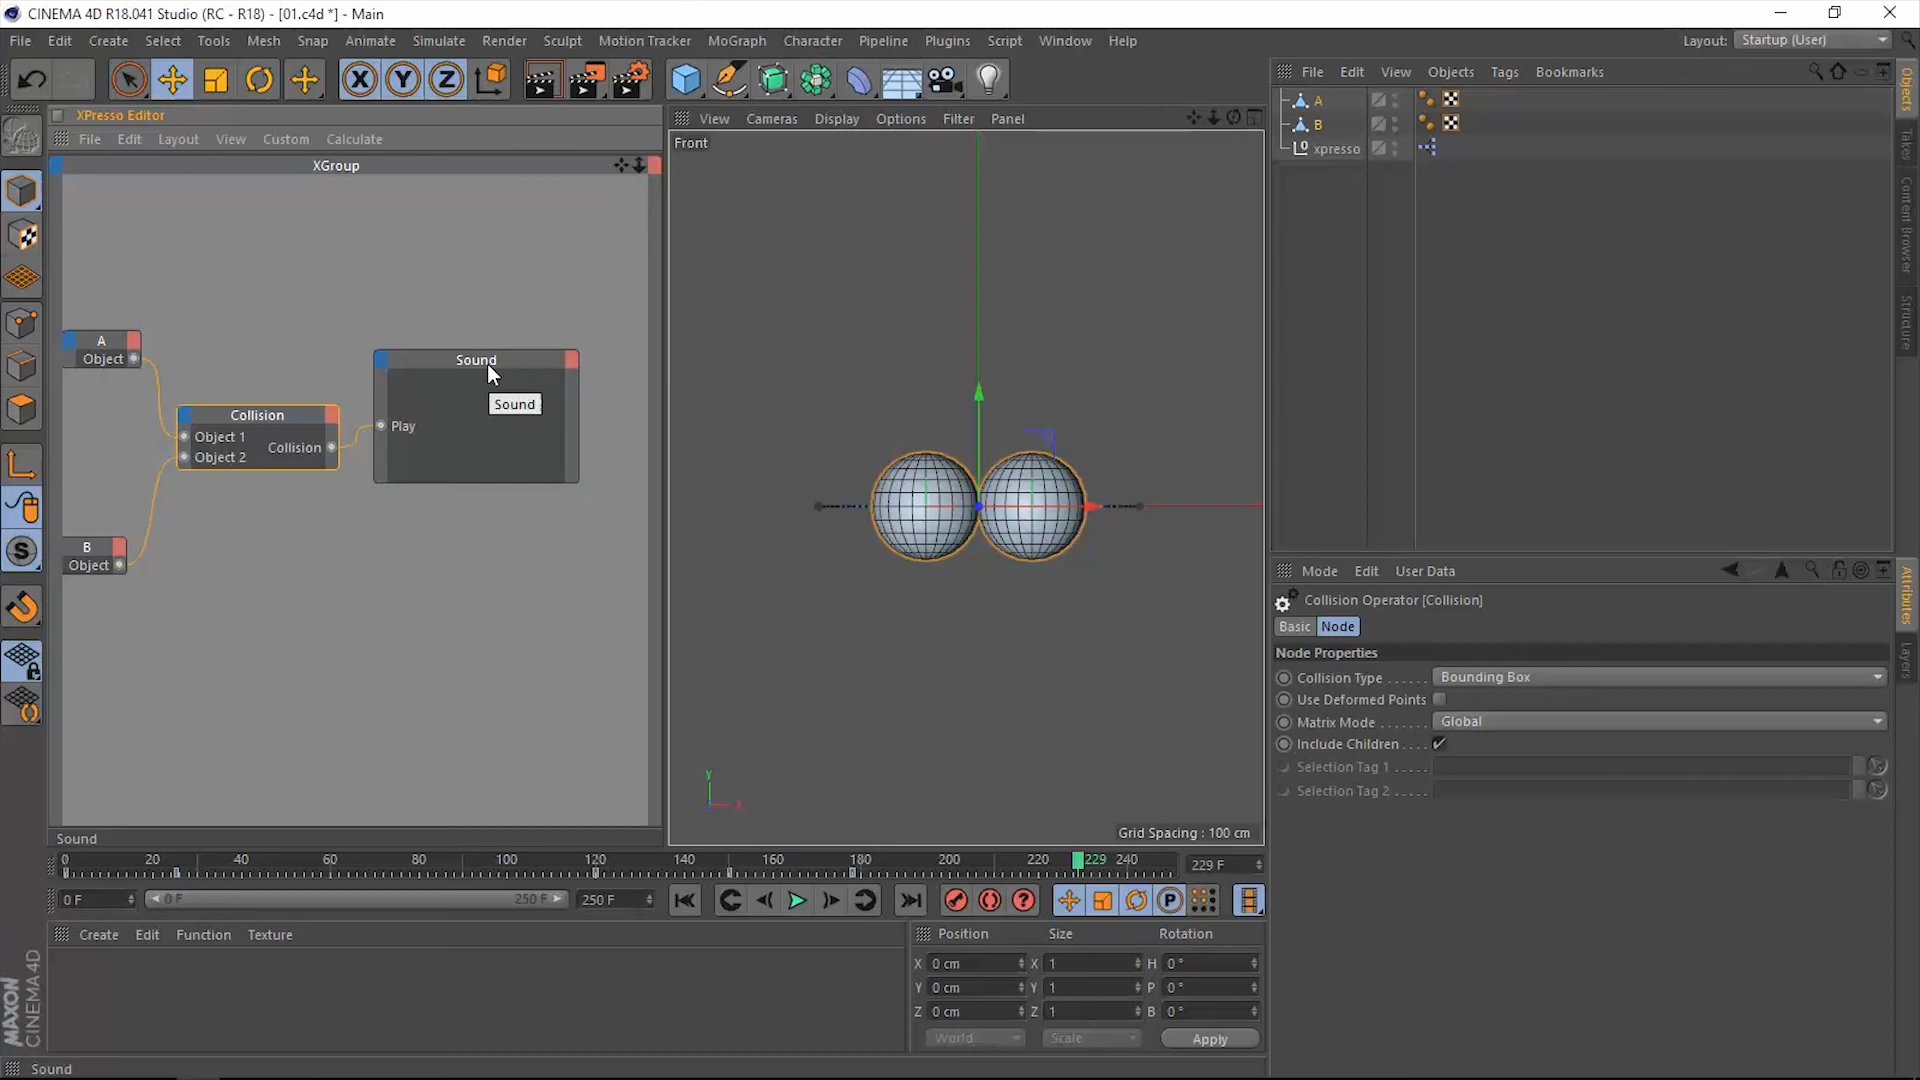 CINEMA 4D R18.041 Studio (RC - R18) - [01.c4d *] - Main
File Edit Create Select Tools Mesh Snap Animate Simulate Render Sculpt Motion Tracker MoGraph Character Pipeline Plugins Script Window Help Layout: Startup (User)
X Y Z
File Edit View Objects Tags Bookmarks
XPresso Editor
File Edit Layout View Custom Calculate
View Cameras Display Options Filter Panel
A
B
xpresso
XGroup
Front
A
Object
Sound
Sound
Play
Collision
Object 1
Collision
Object 2
B
Object
Y
X
Grid Spacing : 100 cm
Objects
Takes
Content Browser
Structure
Mode Edit User Data
Collision Operator [Collision]
Basic Node
Node Properties
Collision Type . . . . . . Bounding Box
Use Deformed Points
Matrix Mode . . . . . . . Global
Include Children . . . .
Selection Tag 1 . . . . .
Selection Tag 2 . . . . .
Attributes
Layers
Sound
0 20 40 60 80 100 120 140 160 180 200 220 229 240 229 F
0 F 0 F 250 F 250 F
P
Create Edit Function Texture
Position Size Rotation
X 0 cm X 1 H 0 °
Y 0 cm Y 1 P 0 °
Z 0 cm Z 1 B 0 °
World Scale Apply
MAXON
CINEMA 4D
Sound